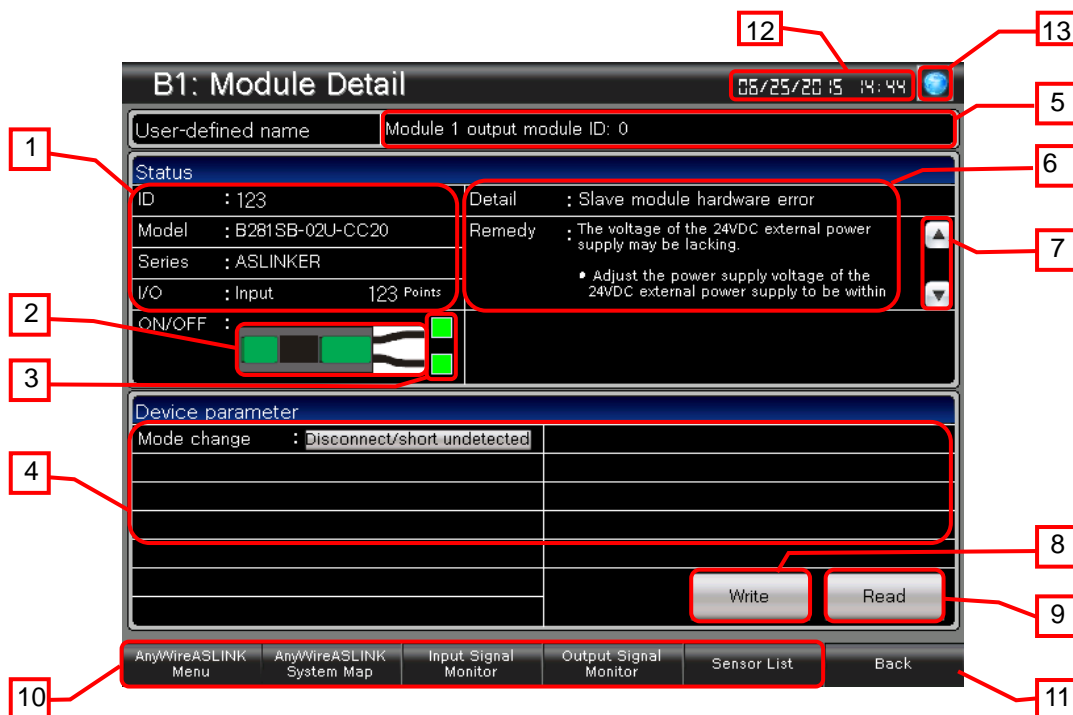 12
13
B1: Module Detail
06/25/2015 14:44
5
User-defined name
Module 1 output module ID: 0
1
6
Status
ID : 123
Detail : Slave module hardware error
Model : B281SB-02U-CC20
Remedy : The voltage of the 24VDC external power
supply may be lacking.
7
Series : ASLINKER
• Adjust the power supply voltage of the
I/O : Input 123 Points
24VDC external power supply to be within
2
ON/OFF :
3
Device parameter
Mode change : Disconnect/short undetected
4
8
Write
Read
9
AnyWireASLINK
Menu
AnyWireASLINK
System Map
Input Signal
Monitor
Output Signal
Monitor
Sensor List
Back
10
11